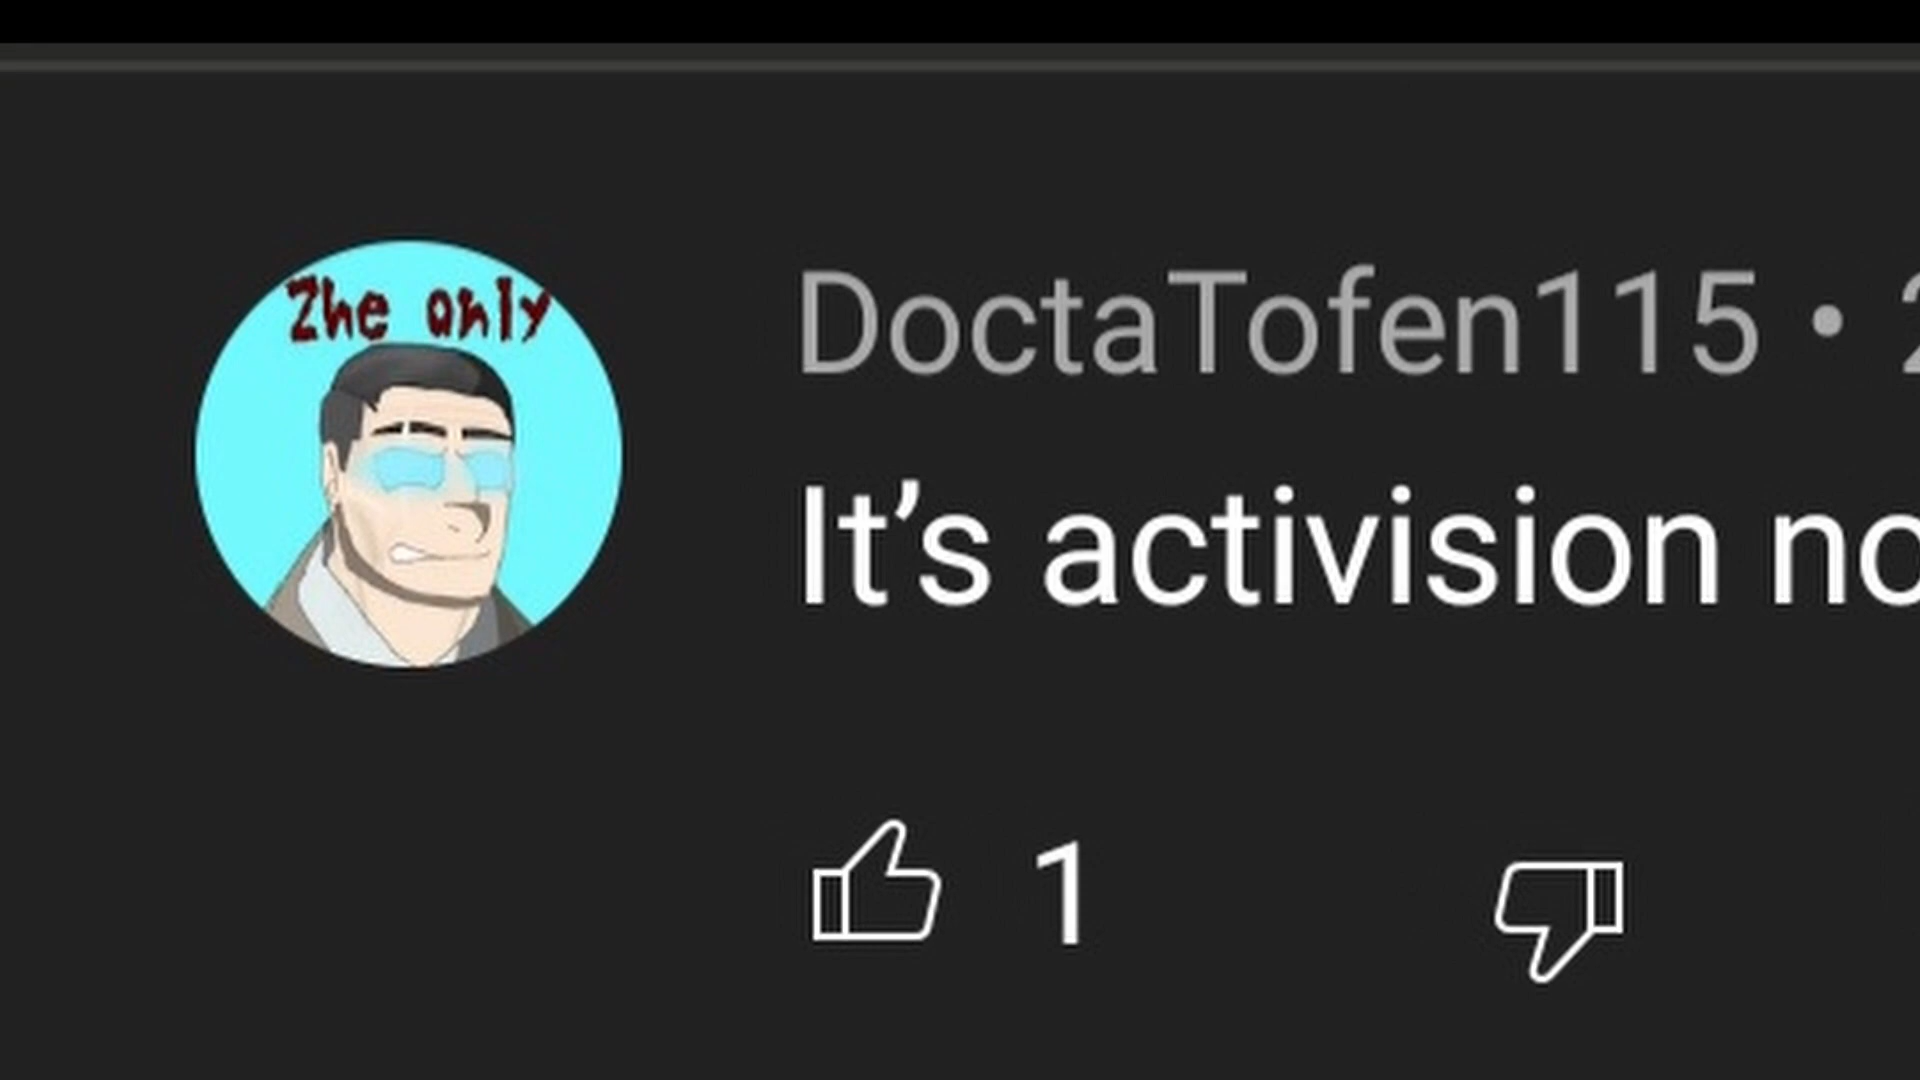 Zhe only
DoctaTofen115 •
It’s activision
1